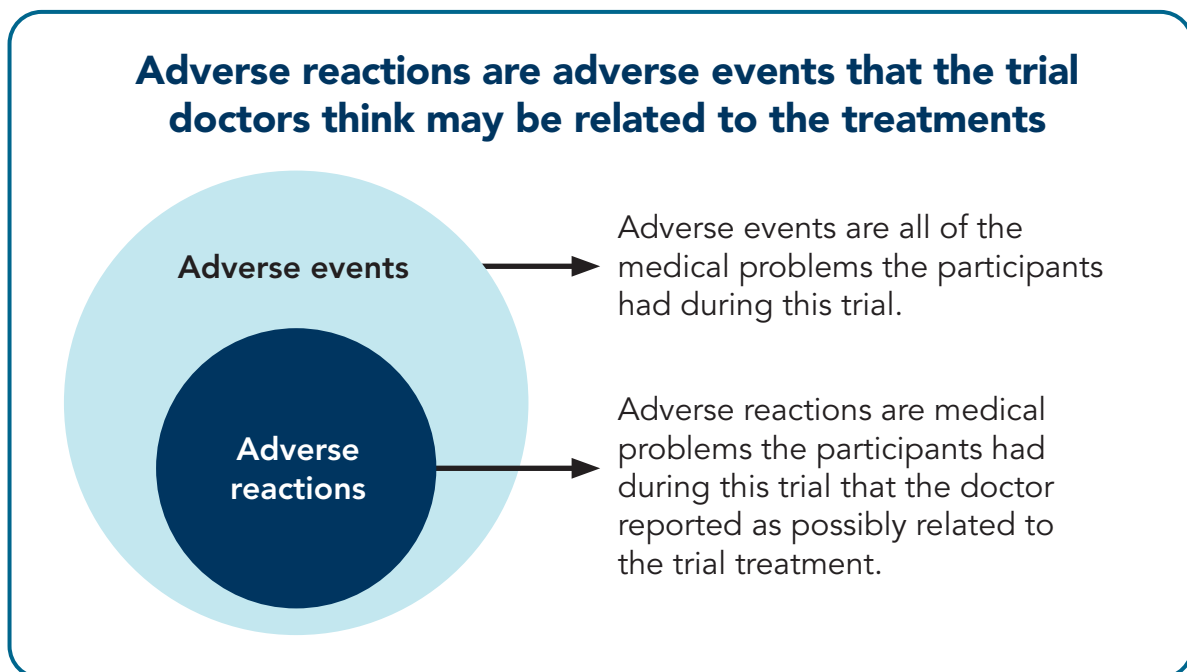 Adverse reactions are adverse events that the trial
doctors think may be related to the treatments
Adverse events
Adverse events are all of the
medical problems the participants
had during this trial.
Adverse
reactions
Adverse reactions are medical
problems the participants had
during this trial that the doctor
reported as possibly related to
the trial treatment.